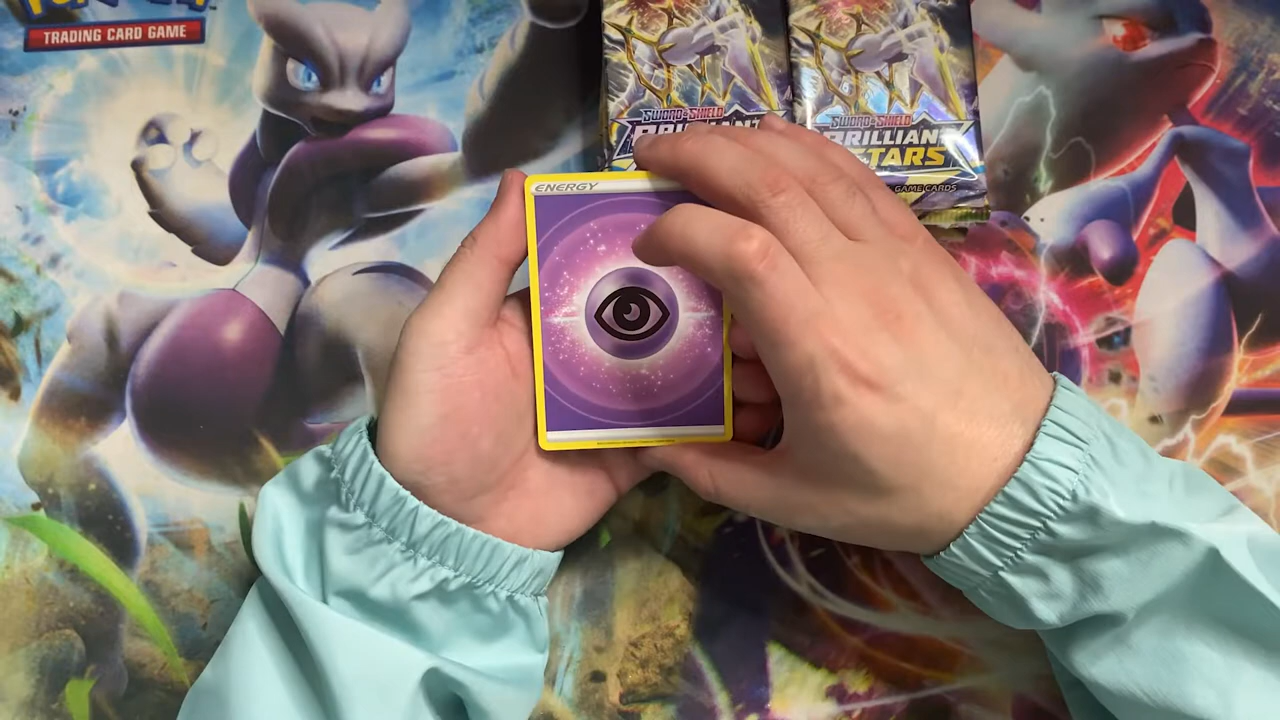 TRADING CARD GAME
SWORD & SHIELD
SWORD & SHIELD
BRILLIANT
STARS
GAME CARDS
ENERGY